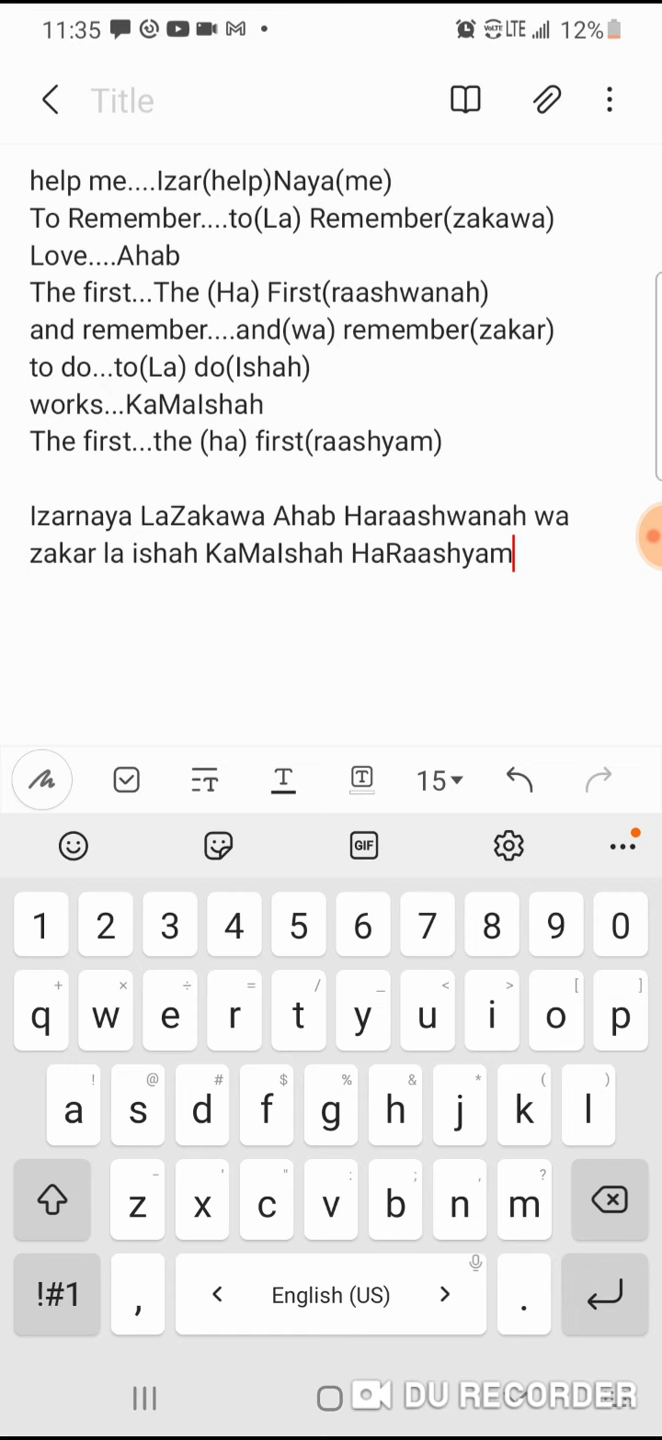 11:35 VoLTE LTE 12%
Title
help me....Izar(help)Naya(me)
To Remember....to(La) Remember(zakawa)
Love....Ahab
The first...The (Ha) First(raashwanah)
and remember....and(wa) remember(zakar)
to do...to(La) do(Ishah)
works...KaMaIshah
The first...the (ha) first(raashyam)
Izarnaya LaZakawa Ahab Haraashwanah wa
zakar la ishah KaMaIshah HaRaashyam
T T T 15
GIF
1 2 3 4 5 6 7 8 9 0
+ × ÷ = / _ < > [ ]
q w e r t y u i o p
! @ # $ % & * ( )
a s d f g h j k l
- ' " : ; , ?
z x c v b n m
!#1 , < English (US) > .
DU RECORDER